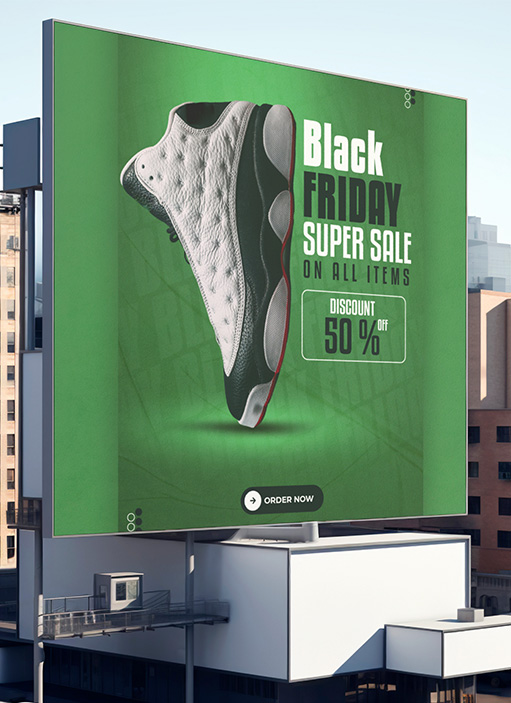 Black
FRIDAY
SUPER SALE
ON ALL ITEMS
DISCOUNT
50 % OFF
ORDER NOW